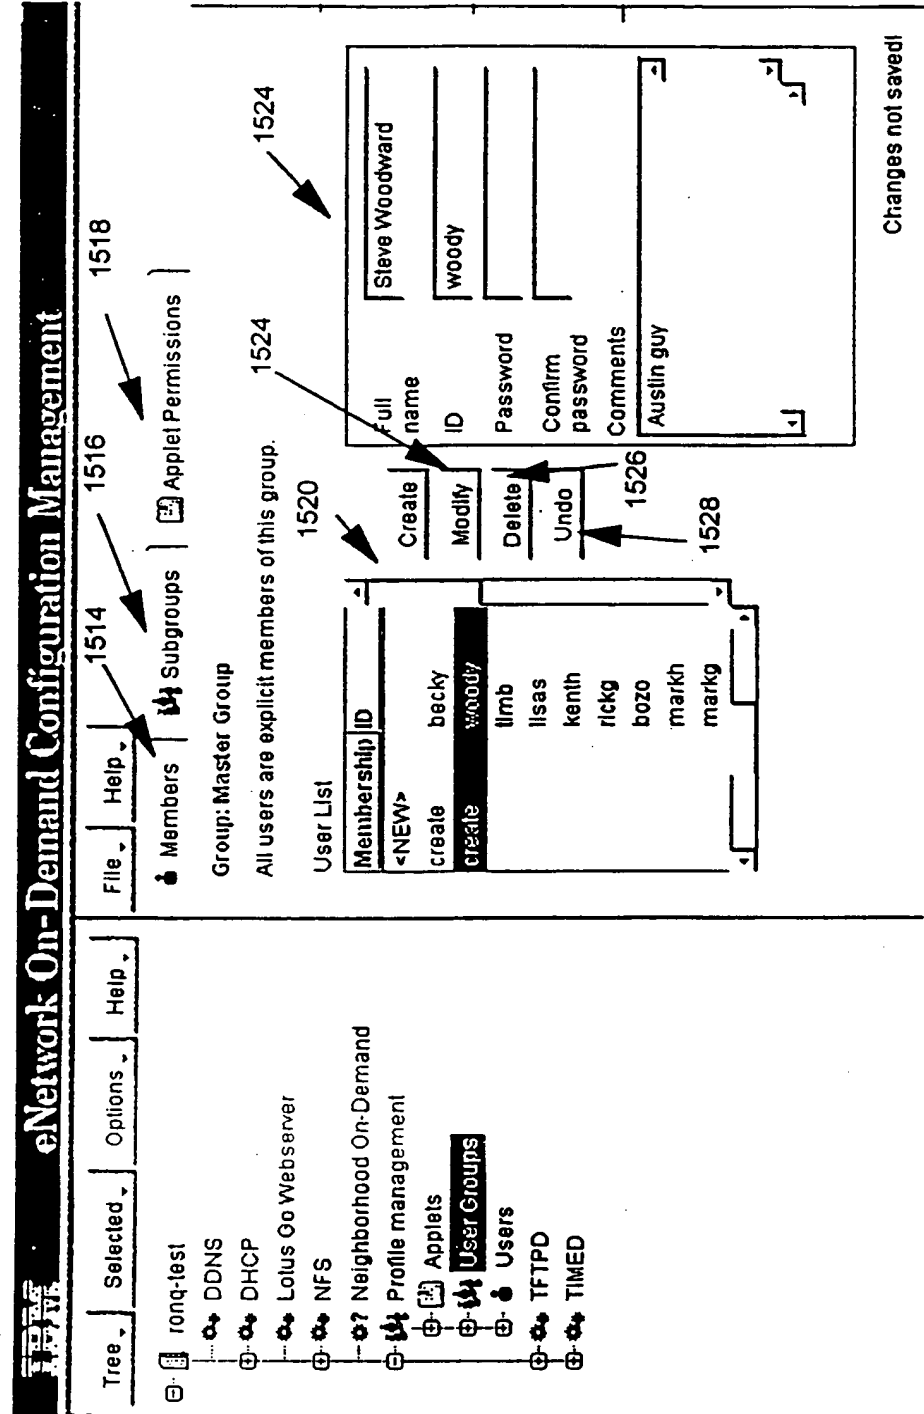 IBM eNetwork On-Demand Configuration Management
Tree Selected Options Help
ronq-test
DDNS
DHCP
Lotus Go Webserver
NFS
? Neighborhood On-Demand
Profile management
Applets
User Groups
Users
TFTPD
TIMED
File Help
1514
1516
1518
Members Subgroups Applet Permissions
Group: Master Group
All users are explicit members of this group.
1520
1524
1524
User List
Membership ID
<NEW>
create becky
create woody
timb
lisas
kenth
rickg
bozo
markh
markg
Create
Modify
Delete
Undo
1526
1528
Full name Steve Woodward
ID woody
Password
Confirm password
Comments
Austin guy
Changes not saved!